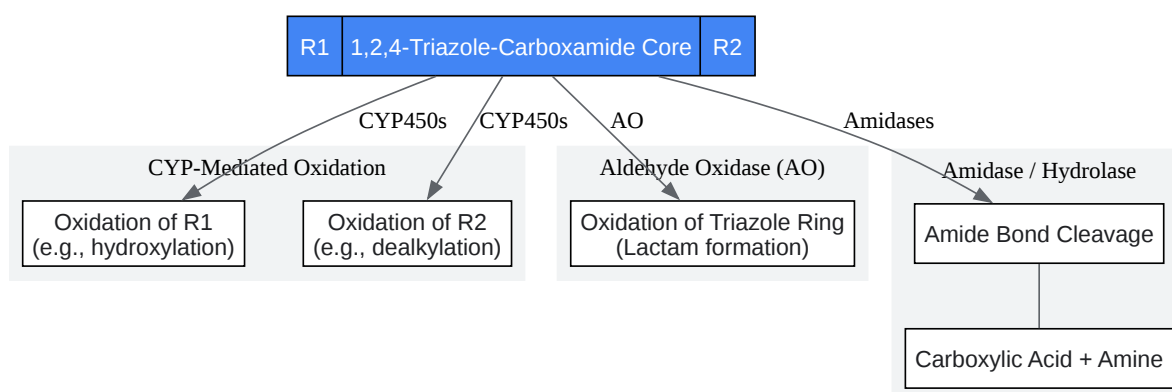 R1 1,2,4-Triazole-Carboxamide Core R2
CYP450s CYP450s AO Amidases
CYP-Mediated Oxidation Aldehyde Oxidase (AO) Amidase / Hydrolase
Oxidation of R1
(e.g., hydroxylation)
Oxidation of R2
(e.g., dealkylation)
Oxidation of Triazole Ring
(Lactam formation)
Amide Bond Cleavage
Carboxylic Acid + Amine